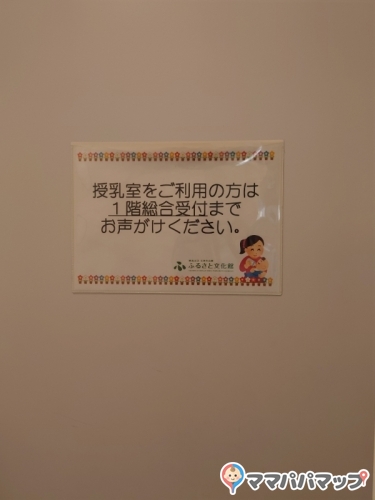 授乳室をご利用の方は
１階総合受付まで
お声がけください。
ふるさと文化館
ママパパマップ